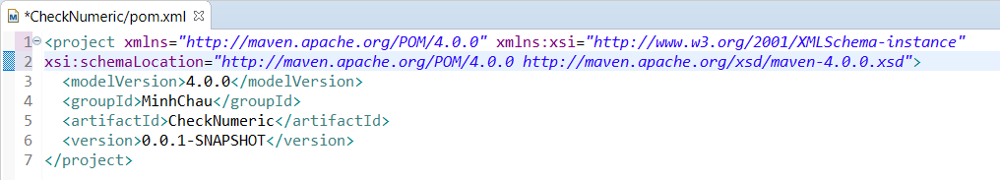 *CheckNumeric/pom.xml
1 <project xmlns="http://maven.apache.org/POM/4.0.0" xmlns:xsi="http://www.w3.org/2001/XMLSchema-instance"
2 xsi:schemaLocation="http://maven.apache.org/POM/4.0.0 http://maven.apache.org/xsd/maven-4.0.0.xsd">
3 <modelVersion>4.0.0</modelVersion>
4 <groupId>MinhChau</groupId>
5 <artifactId>CheckNumeric</artifactId>
6 <version>0.0.1-SNAPSHOT</version>
7 </project>